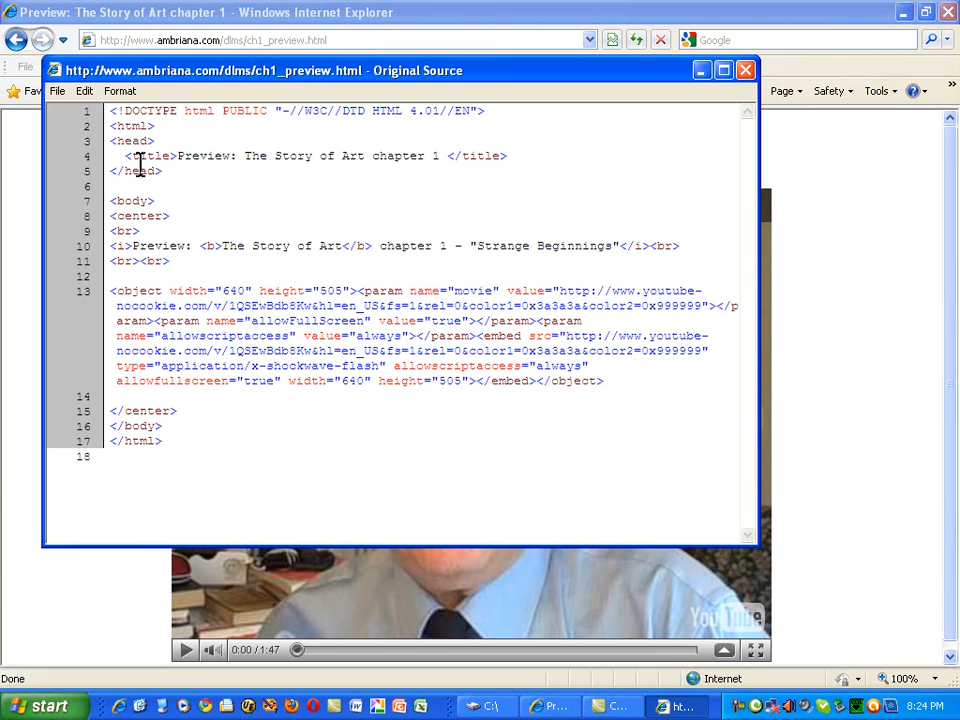 Preview: The Story of Art chapter 1 - Windows Internet Explorer
http://www.ambriana.com/dlms/ch1_preview.html
Google
File
Fav
Page
Safety
Tools
http://www.ambriana.com/dlms/ch1_preview.html - Original Source
File Edit Format
1 <!DOCTYPE html PUBLIC "-//W3C//DTD HTML 4.01//EN">
2 <html>
3 <head>
4 <title>Preview: The Story of Art chapter 1 </title>
5 </head>
6
7 <body>
8 <center>
9 <br>
10 <i>Preview: <b>The Story of Art</b> chapter 1 - "Strange Beginnings"</i><br>
11 <br><br>
12
13 <object width="640" height="505"><param name="movie" value="http://www.youtube-
nocookie.com/v/1QSEwBdb8Kw&hl=en_US&fs=1&rel=0&color1=0x3a3a3a&color2=0x999999"></p
aram><param name="allowFullScreen" value="true"></param><param
name="allowscriptaccess" value="always"></param><embed src="http://www.youtube-
nocookie.com/v/1QSEwBdb8Kw&hl=en_US&fs=1&rel=0&color1=0x3a3a3a&color2=0x999999"
type="application/x-shockwave-flash" allowscriptaccess="always"
allowfullscreen="true" width="640" height="505"></embed></object>
14
15 </center>
16 </body>
17 </html>
18
YouTube
0:00 / 1:47
Done
Internet
100%
start
C:\
Pr...
C...
ht...
8:24 PM